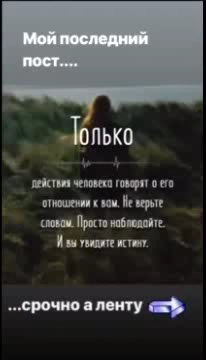 Мой последний
пост....
Только
действия человека говорят о его
отношении к вам. Не верьте
словам. Просто наблюдайте.
И вы увидите истину.
...срочно а ленту